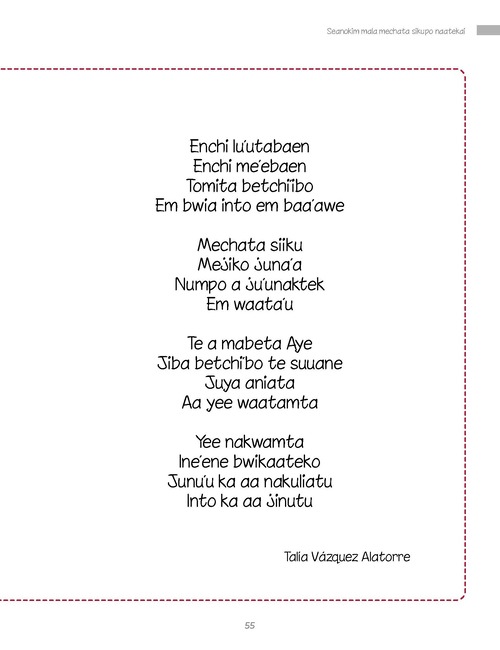 Seanokim mala mechata sikupo naatekai
Enchi lu'utabaen
Enchi me'ebaen
Tomita betchi'ibo
Em bwia into em baa'awe
Mechata siiku
Mejiko juna'a
Numpo a ju'unaktek
Em waata'u
Te a mabeta Aye
Jiba betchi'bo te suuane
Juya aniata
Aa yee waatamta
Yee nakwamta
Ine'ene bwikaateko
Junu'u ka aa nakuliatu
Into ka aa jinutu
Talía Vázquez Alatorre
55